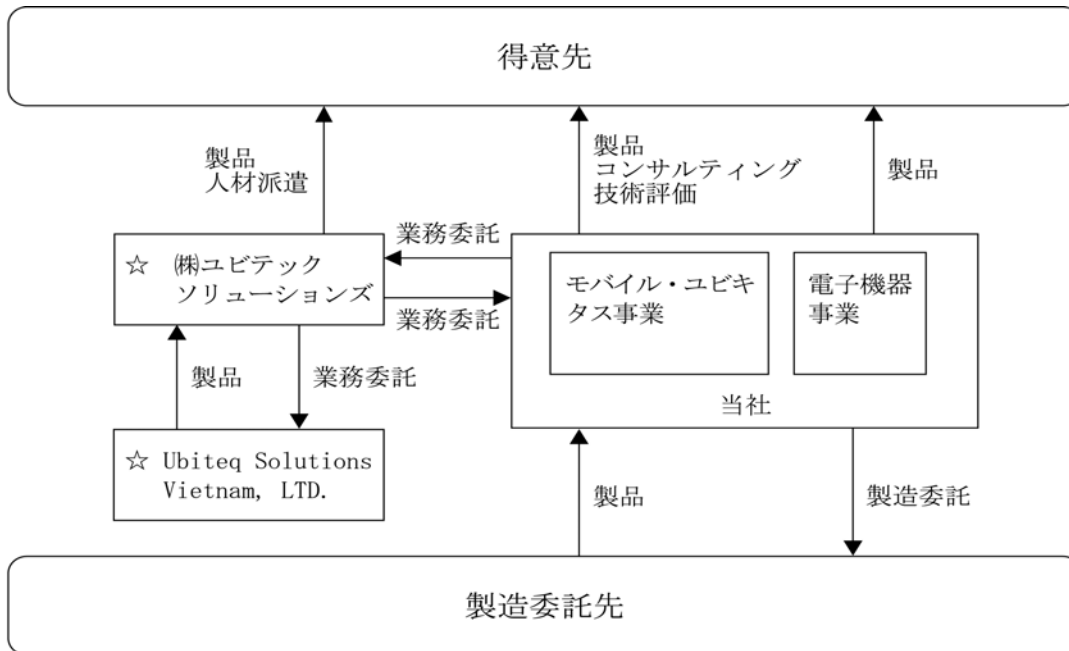 得意先
製品
人材派遣
製品
コンサルティング
技術評価
製品
☆ ㈱ユビテック
ソリューションズ
業務委託
業務委託
モバイル・ユビキ
タス事業
電子機器
事業
当社
製品
業務委託
☆ Ubiteq Solutions
Vietnam, LTD.
製品
製造委託
製造委託先